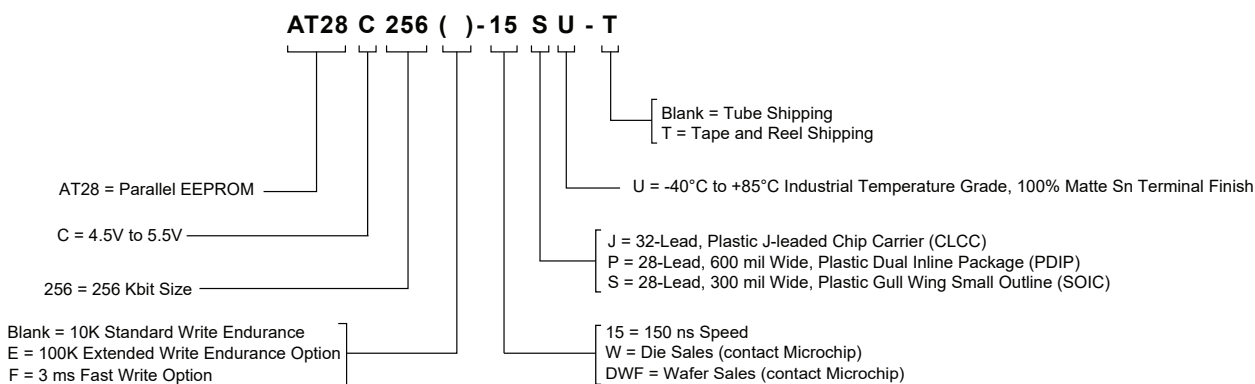 AT28 C 256 ( ) - 15 S U - T
Blank = Tube Shipping
T = Tape and Reel Shipping
AT28 = Parallel EEPROM
U = -40°C to +85°C Industrial Temperature Grade, 100% Matte Sn Terminal Finish
C = 4.5V to 5.5V
J = 32-Lead, Plastic J-leaded Chip Carrier (CLCC)
P = 28-Lead, 600 mil Wide, Plastic Dual Inline Package (PDIP)
S = 28-Lead, 300 mil Wide, Plastic Gull Wing Small Outline (SOIC)
256 = 256 Kbit Size
Blank = 10K Standard Write Endurance
E = 100K Extended Write Endurance Option
F = 3 ms Fast Write Option
15 = 150 ns Speed
W = Die Sales (contact Microchip)
DWF = Wafer Sales (contact Microchip)